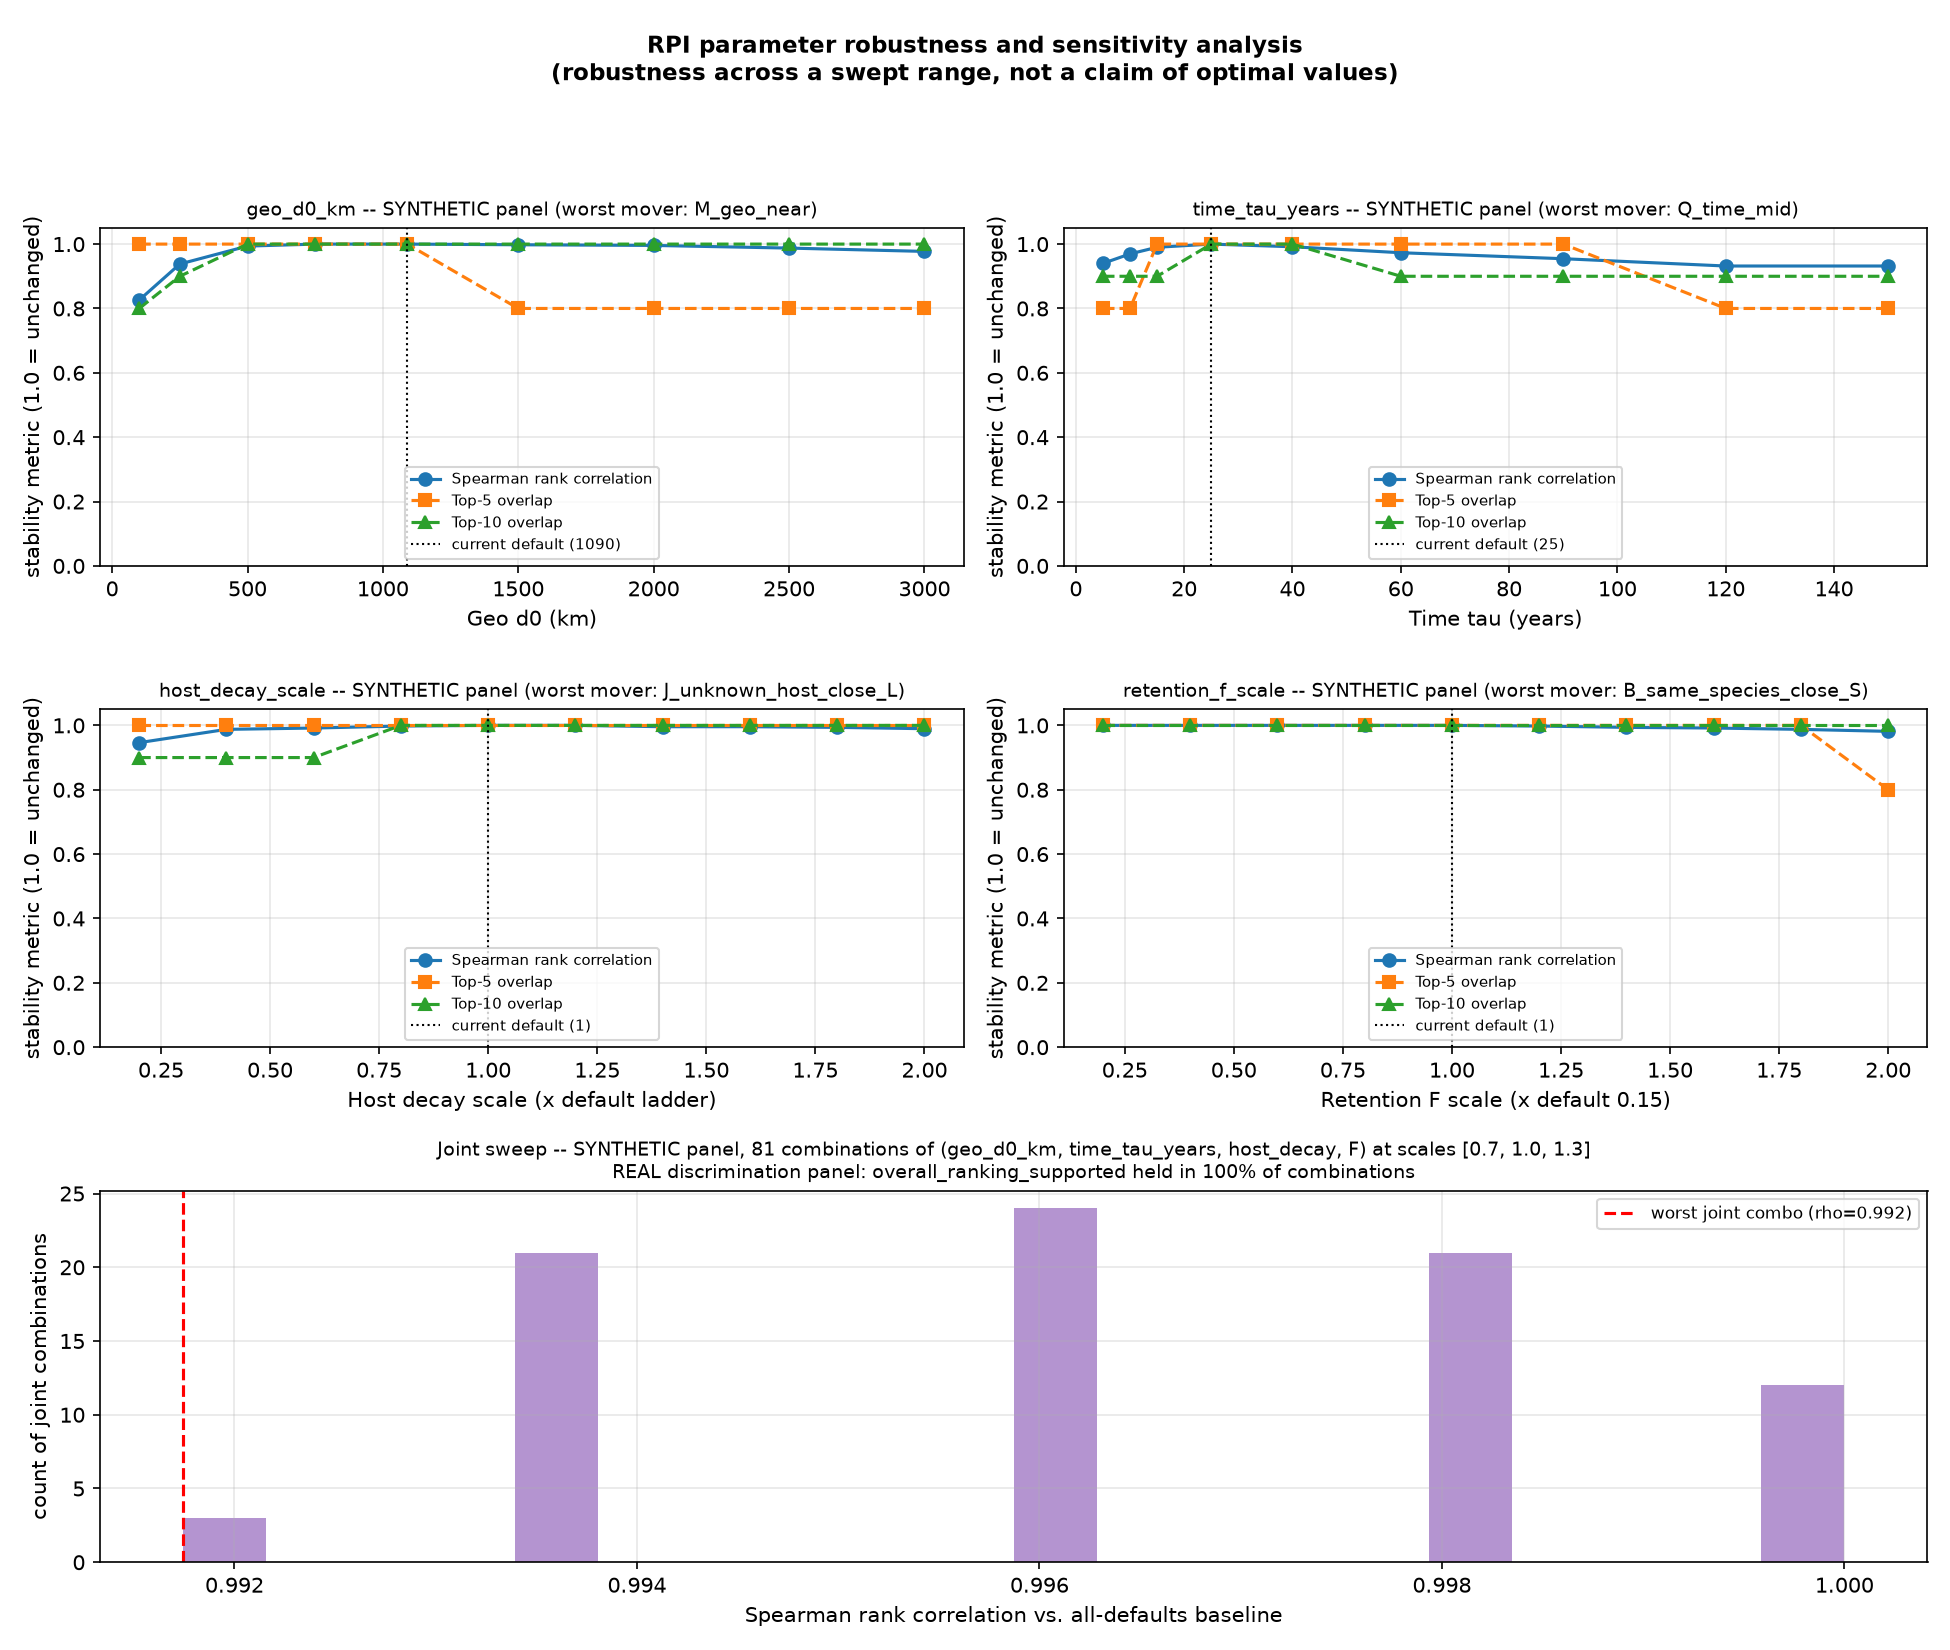 RPI parameter robustness and sensitivity analysis
(robustness across a swept range, not a claim of optimal values)
geo_d0_km -- SYNTHETIC panel (worst mover: M_geo_near)
stability metric (1.0 = unchanged)
1.0
0.8
0.6
0.4
0.2
0.0
Spearman rank correlation
Top-5 overlap
Top-10 overlap
current default (1090)
0 500 1000 1500 2000 2500 3000
Geo d0 (km)
time_tau_years -- SYNTHETIC panel (worst mover: Q_time_mid)
stability metric (1.0 = unchanged)
1.0
0.8
0.6
0.4
0.2
0.0
Spearman rank correlation
Top-5 overlap
Top-10 overlap
current default (25)
0 20 40 60 80 100 120 140
Time tau (years)
host_decay_scale -- SYNTHETIC panel (worst mover: J_unknown_host_close_L)
stability metric (1.0 = unchanged)
1.0
0.8
0.6
0.4
0.2
0.0
Spearman rank correlation
Top-5 overlap
Top-10 overlap
current default (1)
0.25 0.50 0.75 1.00 1.25 1.50 1.75 2.00
Host decay scale (x default ladder)
retention_f_scale -- SYNTHETIC panel (worst mover: B_same_species_close_S)
stability metric (1.0 = unchanged)
1.0
0.8
0.6
0.4
0.2
0.0
Spearman rank correlation
Top-5 overlap
Top-10 overlap
current default (1)
0.25 0.50 0.75 1.00 1.25 1.50 1.75 2.00
Retention F scale (x default 0.15)
Joint sweep -- SYNTHETIC panel, 81 combinations of (geo_d0_km, time_tau_years, host_decay, F) at scales [0.7, 1.0, 1.3]
REAL discrimination panel: overall_ranking_supported held in 100% of combinations
count of joint combinations
25
20
15
10
5
0
worst joint combo (rho=0.992)
0.992 0.994 0.996 0.998 1.000
Spearman rank correlation vs. all-defaults baseline